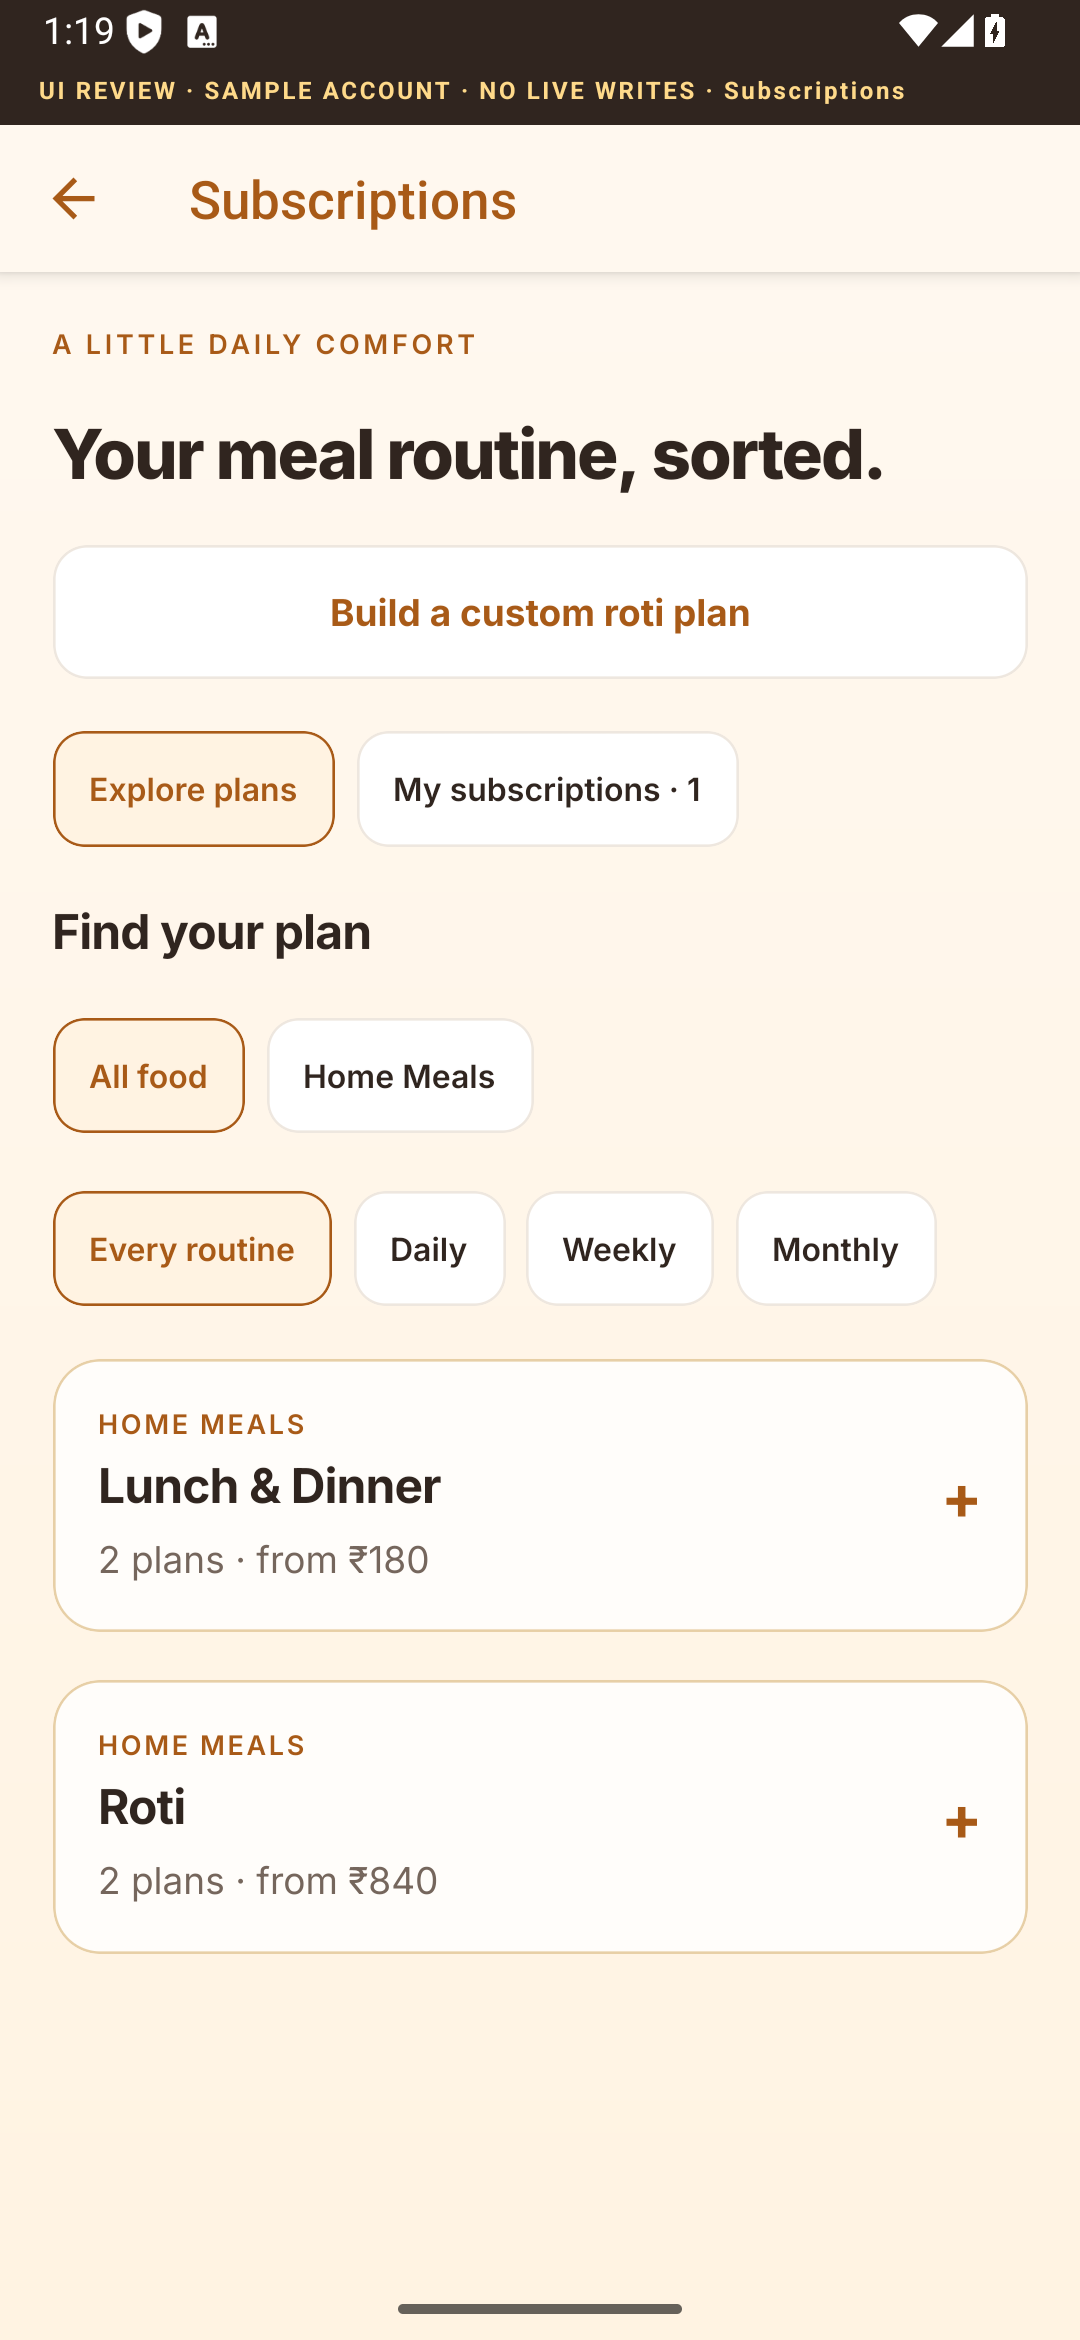 1:19
UI REVIEW · SAMPLE ACCOUNT · NO LIVE WRITES · Subscriptions
Subscriptions
A LITTLE DAILY COMFORT
Your meal routine, sorted.
Build a custom roti plan
Explore plans My subscriptions · 1
Find your plan
All food Home Meals
Every routine Daily Weekly Monthly
HOME MEALS
Lunch & Dinner
+
2 plans · from ₹180
HOME MEALS
Roti
+
2 plans · from ₹840